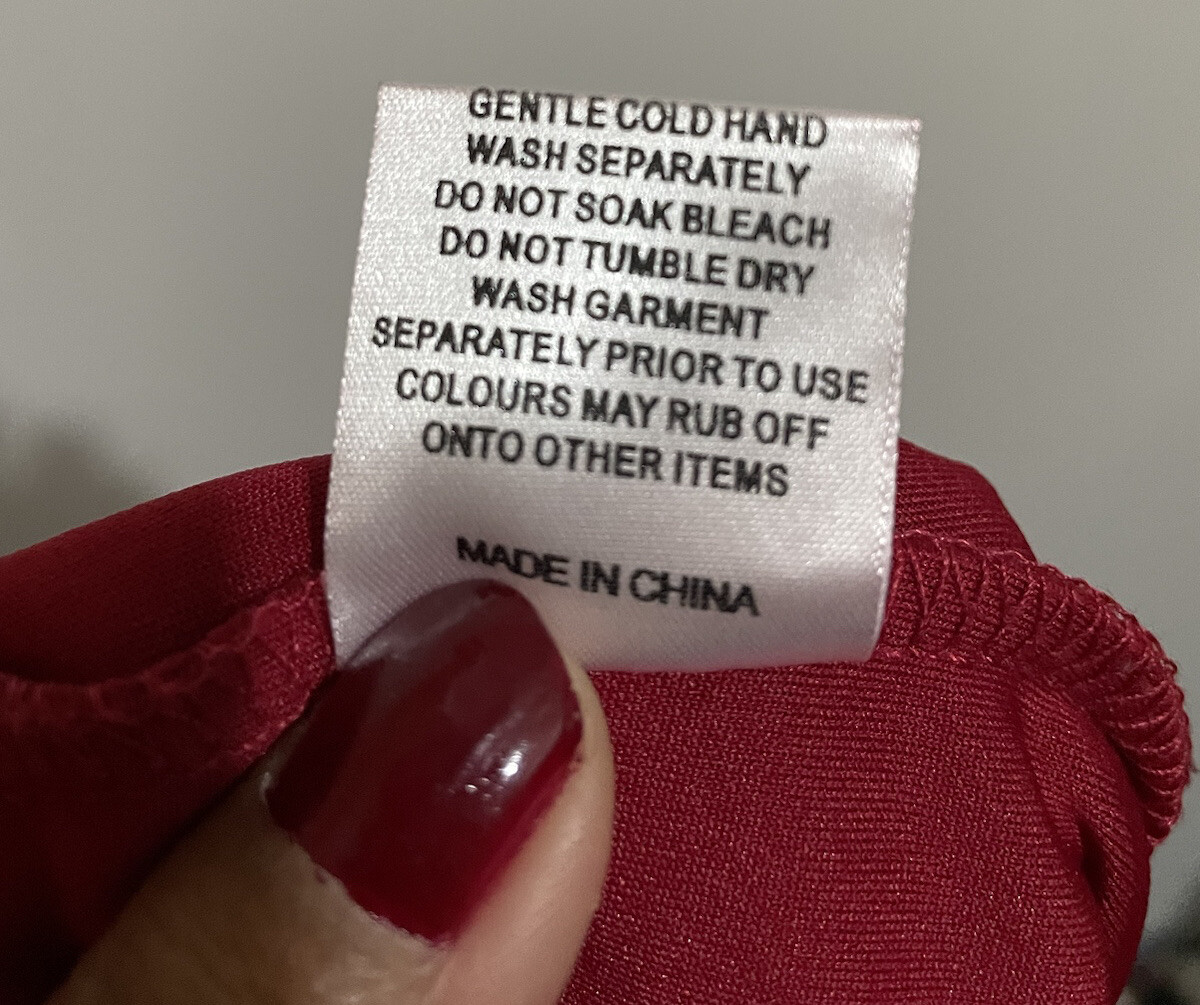 GENTLE COLD HAND
WASH SEPARATELY
DO NOT SOAK BLEACH
DO NOT TUMBLE DRY
WASH GARMENT
SEPARATELY PRIOR TO USE
COLOURS MAY RUB OFF
ONTO OTHER ITEMS
MADE IN CHINA